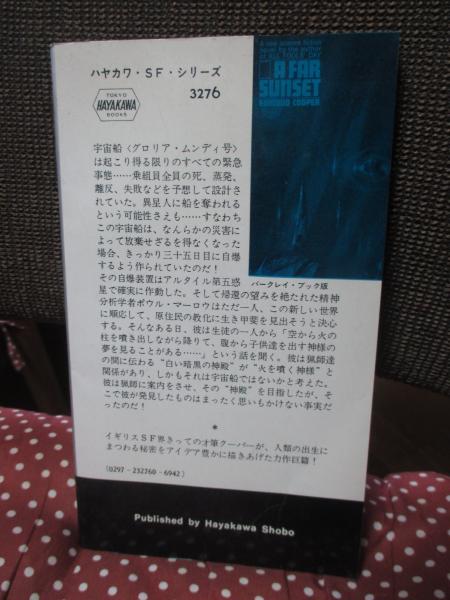 ハヤカワ・SF・シリーズ
3276
TOKYO
HAYAKAWA
BOOKS
A new science fiction
novel by the author
of ALL FOOLS' DAY
A FAR
SUNSET
EDMUND COOPER
バークレイ・ブック版
宇宙船〈グロリア・ムンディ号〉
は起こり得る限りのすべての緊急
事態……乗組員全員の死、蒸発、
離反、失敗などを予想して設計さ
れていた。異星人に船を奪われる
という可能性さえも……すなわち
この宇宙船は、なんらかの災害に
よって放棄せざるを得なくなった
場合、きっかり三十五日目に自爆
するよう作られていたのだ！
その自爆装置はアルタイル第五惑
星で確実に作動した。そして帰還の望みを絶たれた精神
分析学者ポウル・マーロウはただ一人、この新しい世界
に順応して、原住民の教化に生き甲斐を見出そうと決心
する。そんなある日、彼は生徒の一人から「空から火の
柱を噴き出しながら降りて、腹から子供達を出す神様の
夢を見ることがある……」という話を聞く。彼は猟師達
の間に伝わる“白い暗黒の神殿”が“火を噴く神様”と
関係があり、しかもそれは宇宙船ではないかと考えた。
彼は猟師に案内をさせ、その“神殿”を目指したが、そ
こで彼が発見したものはまったく思いもかけない事実だ
ったのだ！
*
イギリスSF界きっての才筆クーパーが、人類の出生に
まつわる秘密をアイデア豊かに描きあげた力作巨篇！
(0297-232760-6942)
Published by Hayakawa Shobo